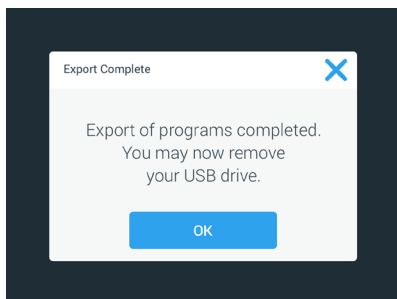 Export Complete
Export of programs completed.
You may now remove
your USB drive.
OK